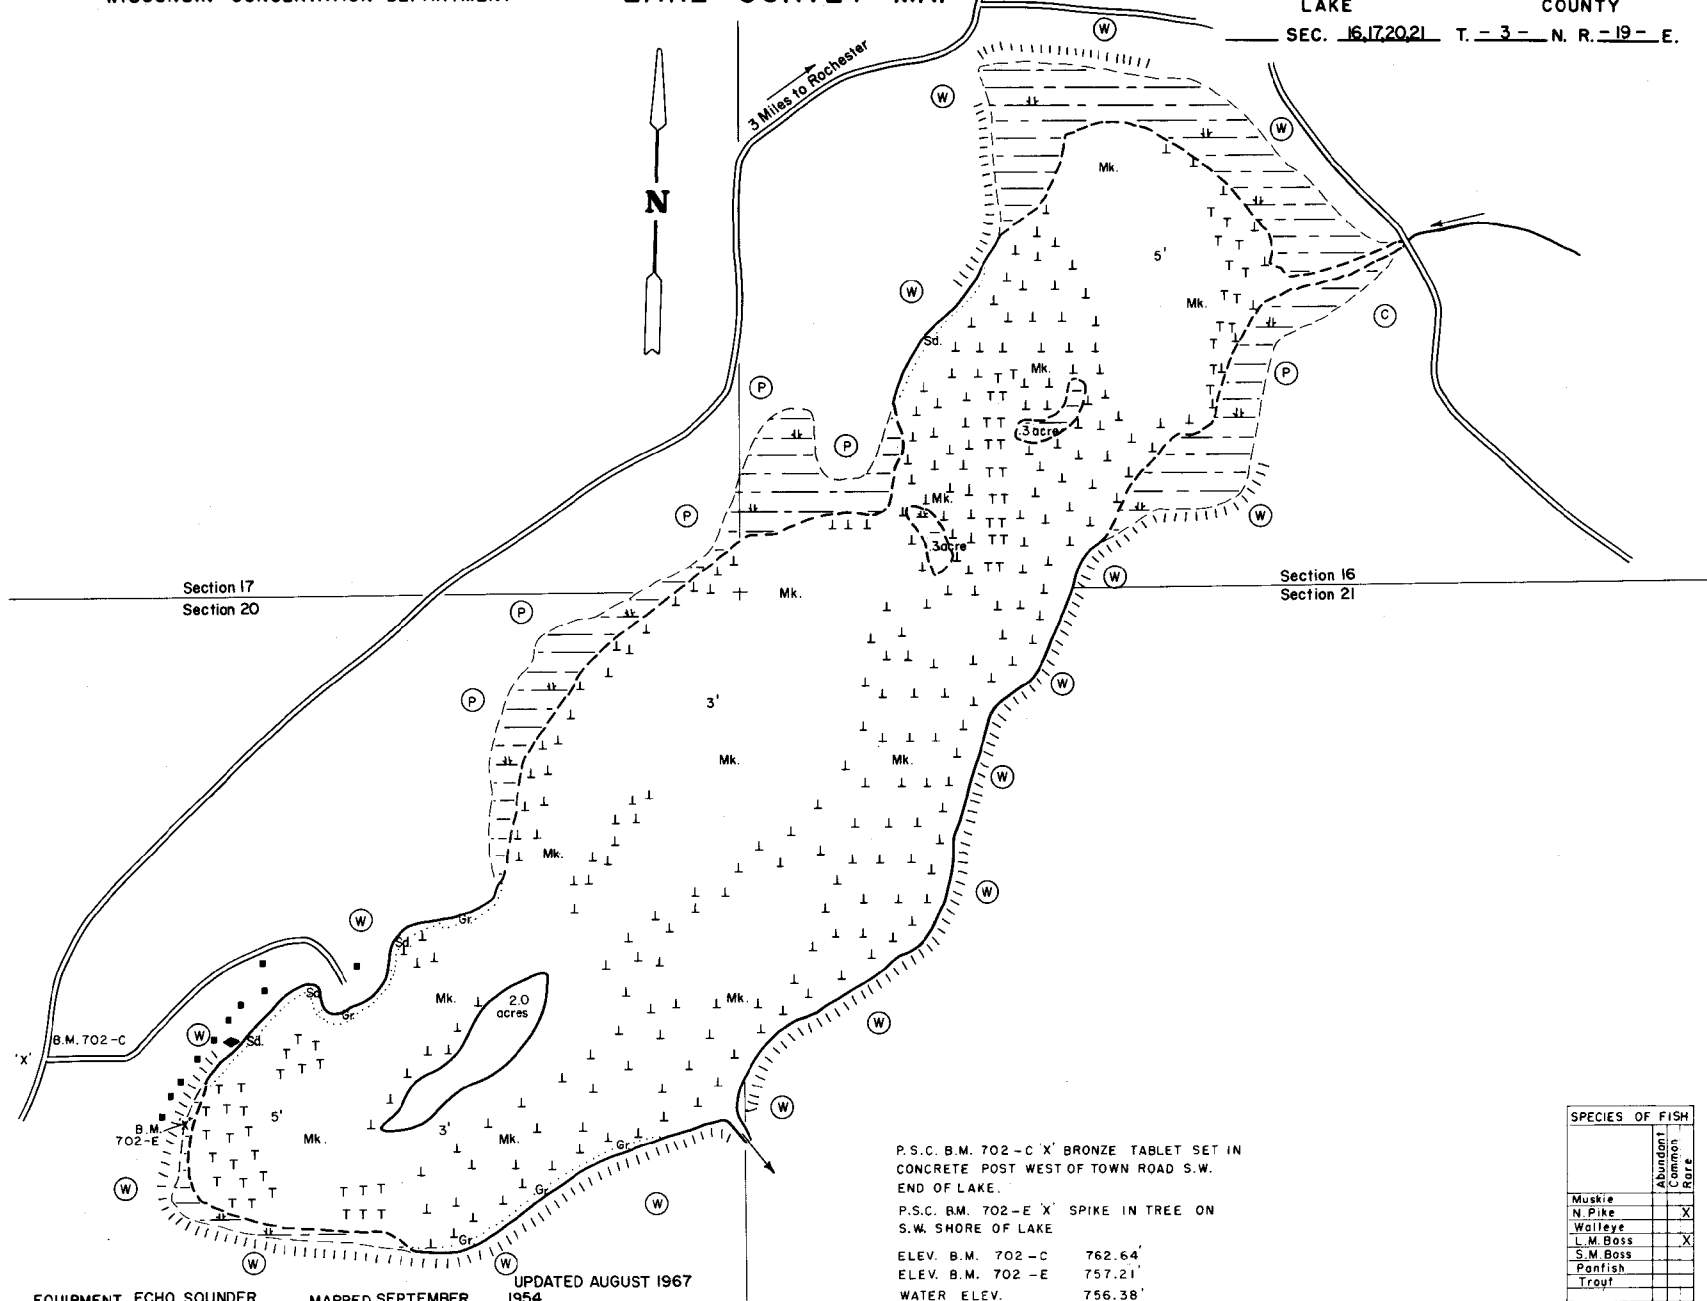 WISCONSIN CONSERVATION DEPARTMENT
LAKE SURVEY MAP
LAKE COUNTY
SEC. 16,17,20,21 T. - 3 - N. R. - 19 - E.
3 Miles to Rochester
N
W
W
W
Mk.
5'
W
Mk.
C
Sd.
Mk.
P
P
.3 acre
P
Mk.
P
W
.3 acre
W
Section 17
Section 20
Section 16
Section 21
Mk.
P
W
P
3'
Mk.
Mk.
W
Mk.
W
W
Gr.
Sd.
Sd.
Gr.
Mk.
2.0
acres
Mk.
W
W
Sd.
B.M. 702-C
'X'
5'
Mk.
3'
Mk.
W
B.M.
702-E
X
Gr.
Gr.
Gr.
W
W
W
W
P.S.C. B.M. 702-C 'X' BRONZE TABLET SET IN
CONCRETE POST WEST OF TOWN ROAD S.W.
END OF LAKE.
P.S.C. B.M. 702-E 'X' SPIKE IN TREE ON
S.W. SHORE OF LAKE
ELEV. B.M. 702-C 762.64'
ELEV. B.M. 702-E 757.21'
WATER ELEV. 756.38'
SPECIES OF FISH
Abundant Common Rare
Muskie
N. Pike X
Walleye
L.M. Bass X
S.M. Bass
Panfish
Trout
UPDATED AUGUST 1967
EQUIPMENT ECHO SOUNDER MAPPED SEPTEMBER 1954